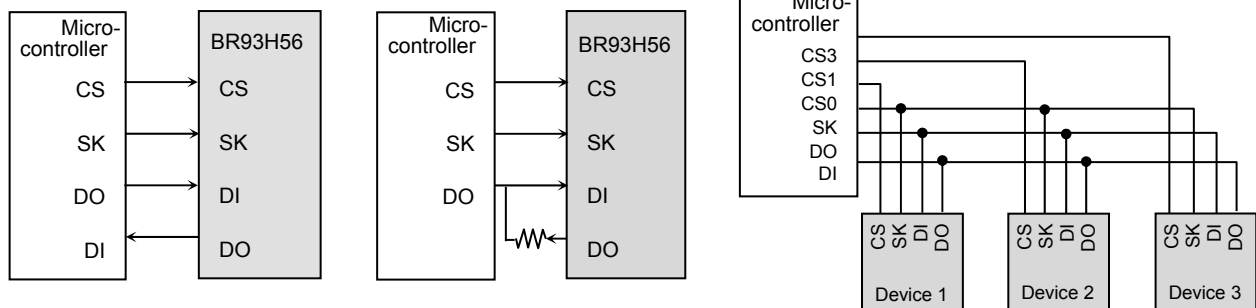 Micro-
controller
CS
SK
DO
DI
BR93H56
CS
SK
DI
DO
Micro-
controller
CS
SK
DO
BR93H56
CS
SK
DI
DO
Micro-
controller
CS3
CS1
CS0
SK
DO
DI
CS
SK
DI
DO
Device 1
CS
SK
DI
DO
Device 2
CS
SK
DI
DO
Device 3